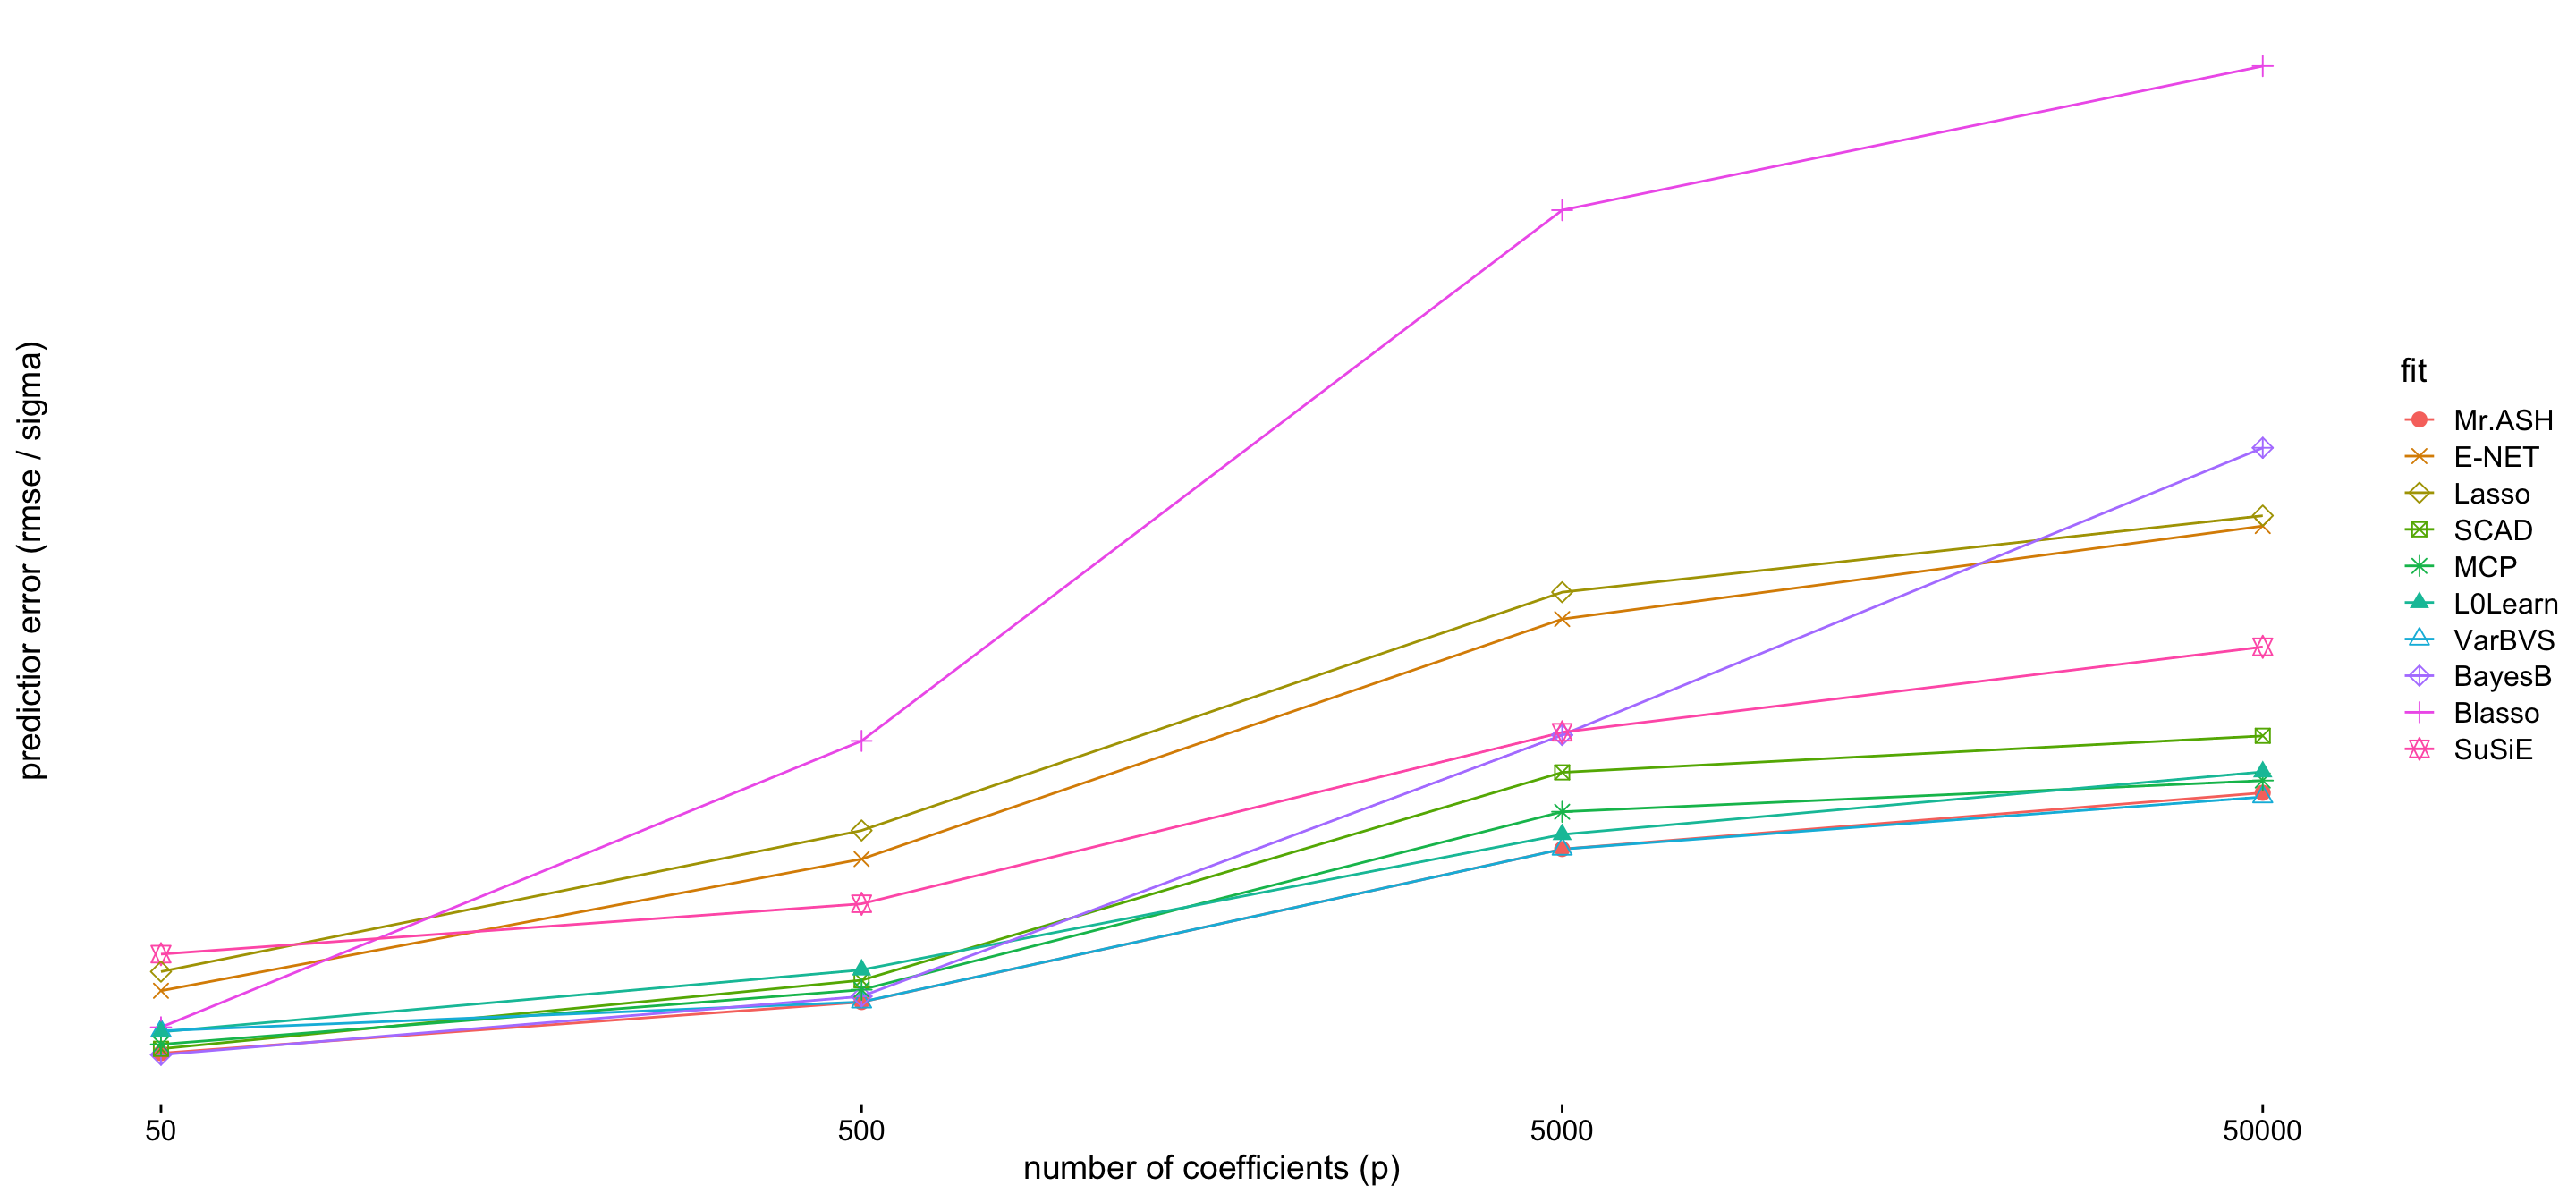 predictior error (rmse / sigma)
50
500
5000
50000
number of coefficients (p)
fit
Mr.ASH
E-NET
Lasso
SCAD
MCP
L0Learn
VarBVS
BayesB
Blasso
SuSiE